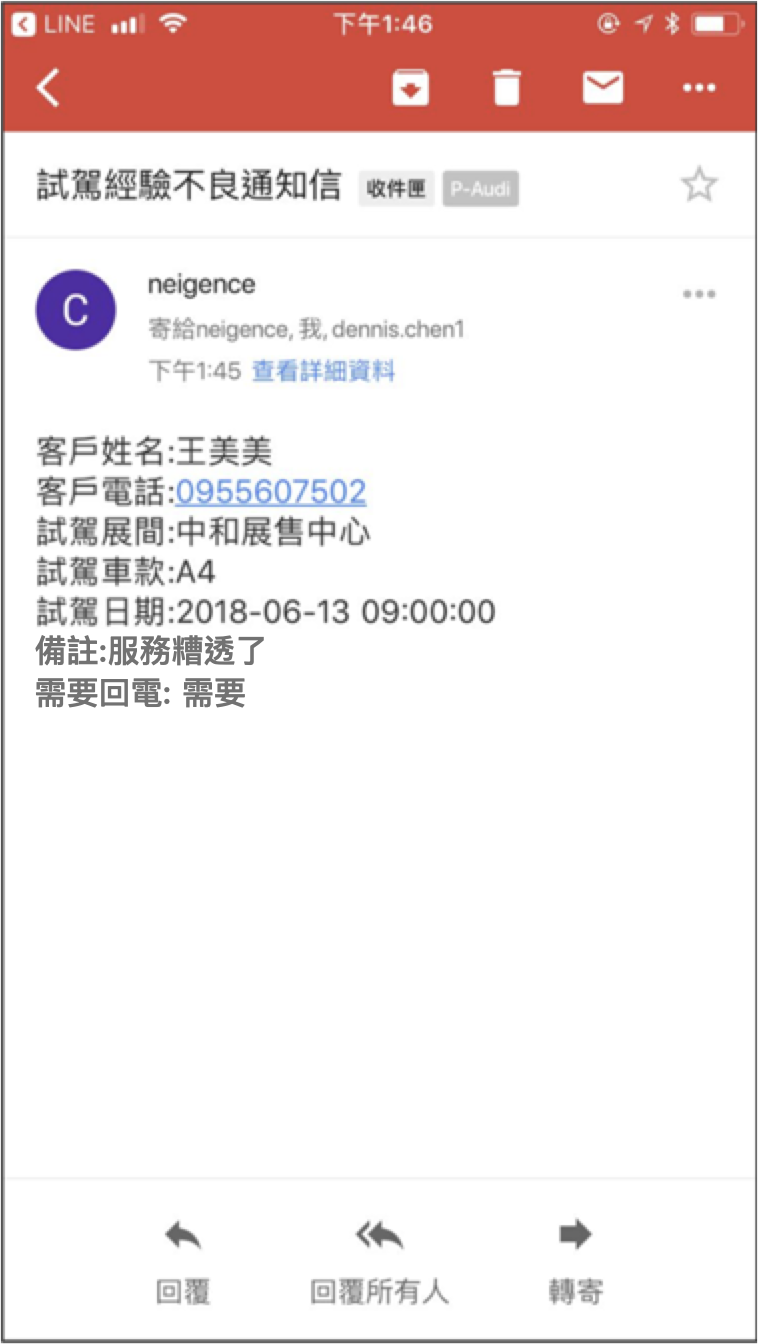 LINE 下午1:46
試駕經驗不良通知信 收件匣 P-Audi
C
neigence
寄給neigence, 我, dennis.chen1
下午1:45 查看詳細資料
客戶姓名:王美美
客戶電話:0955607502
試駕展間:中和展售中心
試駕車款:A4
試駕日期:2018-06-13 09:00:00
備註:服務糟透了
需要回電: 需要
回覆 回覆所有人 轉寄